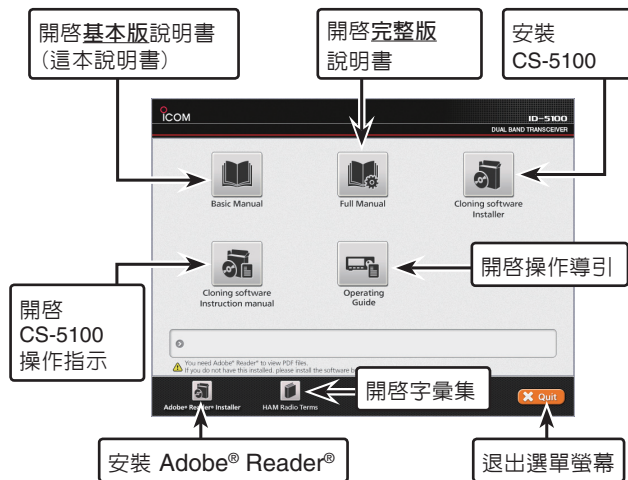 開啓基本版說明書
(這本說明書)
開啓完整版
說明書
安裝
CS-5100
ICOM
ID-5100
DUAL BAND TRANSCEIVER
Basic Manual
Full Manual
Cloning software
Installer
Cloning software
Instruction manual
Operating
Guide
開啓操作導引
開啓
CS-5100
操作指示
You need Adobe® Reader® to view PDF files.
If you do not have this installed, please install the software b
Adobe® Reader® Installer
HAM Radio Terms
開啓字彙集
Quit
安裝 Adobe® Reader®
退出選單螢幕